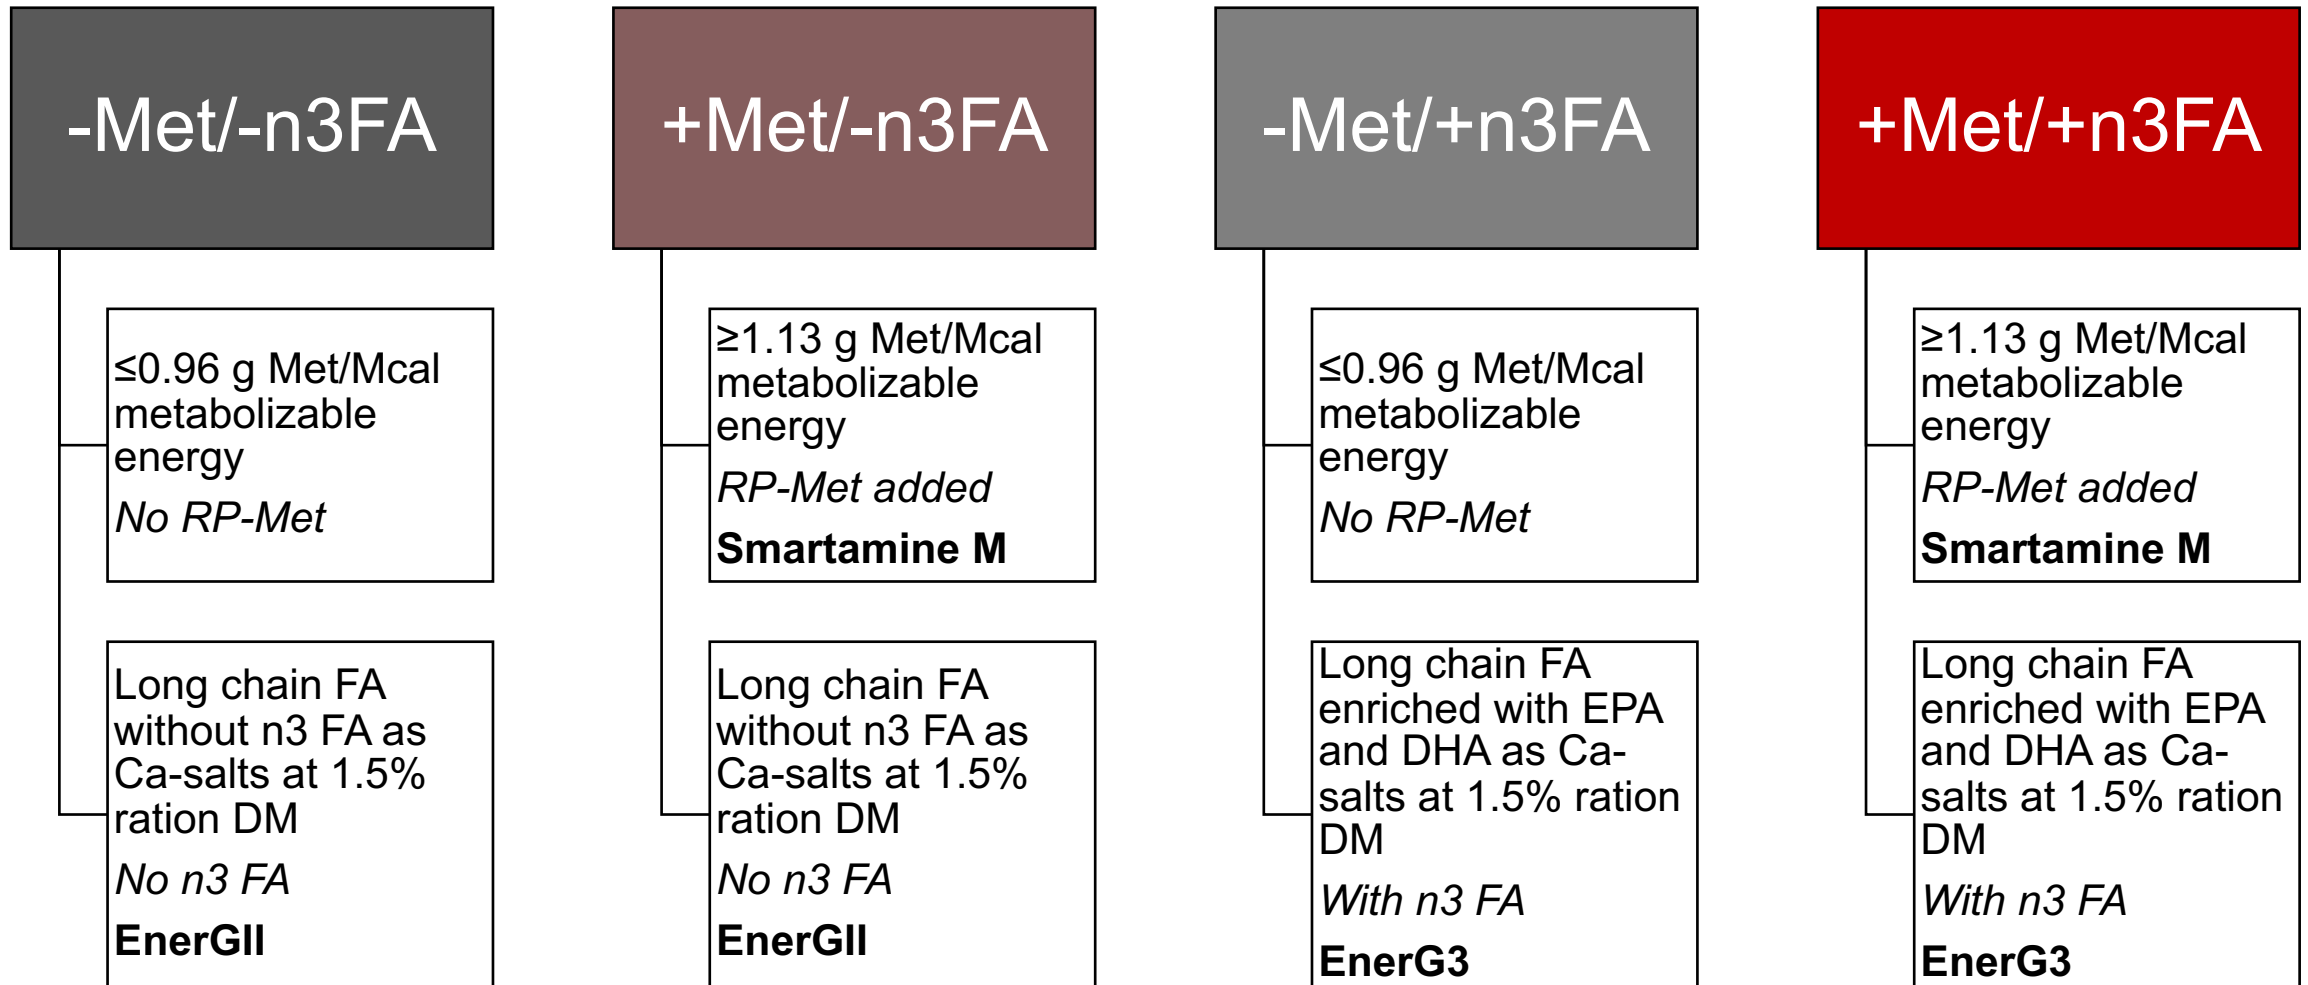 -Met/-n3FA
≤0.96 g Met/Mcal
metabolizable
energy
No RP-Met
Long chain FA
without n3 FA as
Ca-salts at 1.5%
ration DM
No n3 FA
EnerGII
+Met/-n3FA
≥1.13 g Met/Mcal
metabolizable
energy
RP-Met added
Smartamine M
Long chain FA
without n3 FA as
Ca-salts at 1.5%
ration DM
No n3 FA
EnerGII
-Met/+n3FA
≤0.96 g Met/Mcal
metabolizable
energy
No RP-Met
Long chain FA
enriched with EPA
and DHA as Ca-
salts at 1.5% ration
DM
With n3 FA
EnerG3
+Met/+n3FA
≥1.13 g Met/Mcal
metabolizable
energy
RP-Met added
Smartamine M
Long chain FA
enriched with EPA
and DHA as Ca-
salts at 1.5% ration
DM
With n3 FA
EnerG3